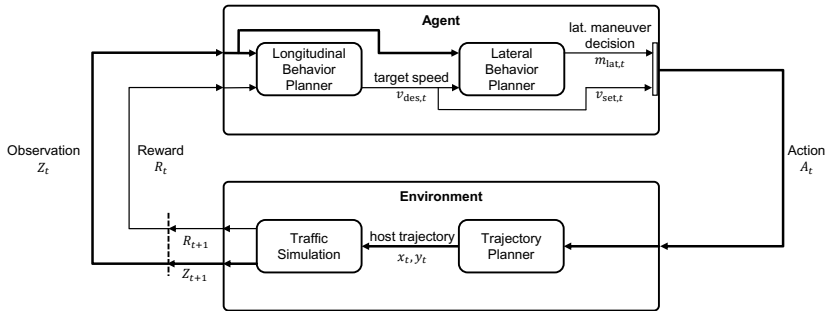 Agent
Longitudinal
Behavior
Planner
target speed
v_des,t
Lateral
Behavior
Planner
lat. maneuver
decision
m_lat,t
v_set,t
Observation
Z_t
Reward
R_t
Action
A_t
Environment
R_t+1
Z_t+1
Traffic
Simulation
host trajectory
x_t, y_t
Trajectory
Planner